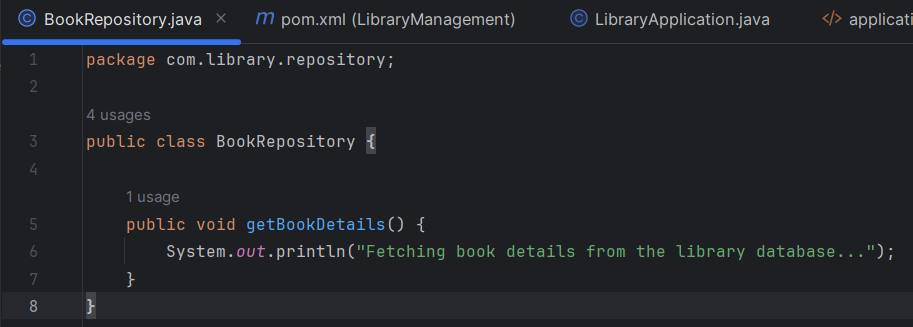 BookRepository.java
pom.xml (LibraryManagement)
LibraryApplication.java
applicati
1 package com.library.repository;
2
4 usages
3 public class BookRepository {
4
1 usage
5 public void getBookDetails() {
6 System.out.println("Fetching book details from the library database...");
7 }
8 }